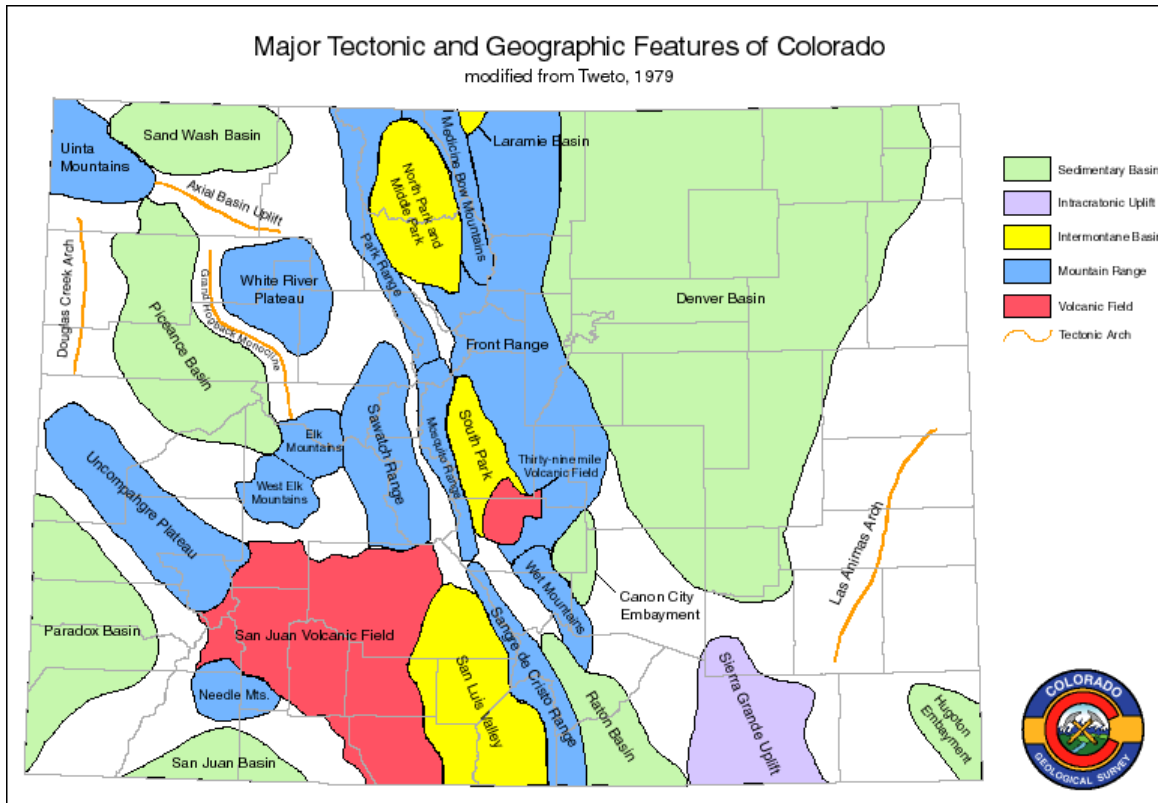 Major Tectonic and Geographic Features of Colorado
modified from Tweto, 1979
Sand Wash Basin
Uinta
Mountains
Axial Basin Uplift
Douglas Creek Arch
Piceance Basin
Grand Hogback Monocline
White River
Plateau
Park Range
North Park and
Middle Park
Medicine Bow Mountains
Laramie Basin
Denver Basin
Front Range
Sedimentary Basin
Intracratonic Uplift
Intermontane Basin
Mountain Range
Volcanic Field
Tectonic Arch
Elk
Mountains
West Elk
Mountains
Sawatch Range
Mosquito Range
South Park
Thirty-nine mile
Volcanic Field
Uncompahgre Plateau
Paradox Basin
San Juan Volcanic Field
Needle Mts.
San Juan Basin
San Luis Valley
Sangre de Cristo Range
Wet Mountains
Canon City
Embayment
Raton Basin
Sierra Grande Uplift
Las Animas Arch
Hugoton
Embayment
COLORADO
GEOLOGICAL SURVEY